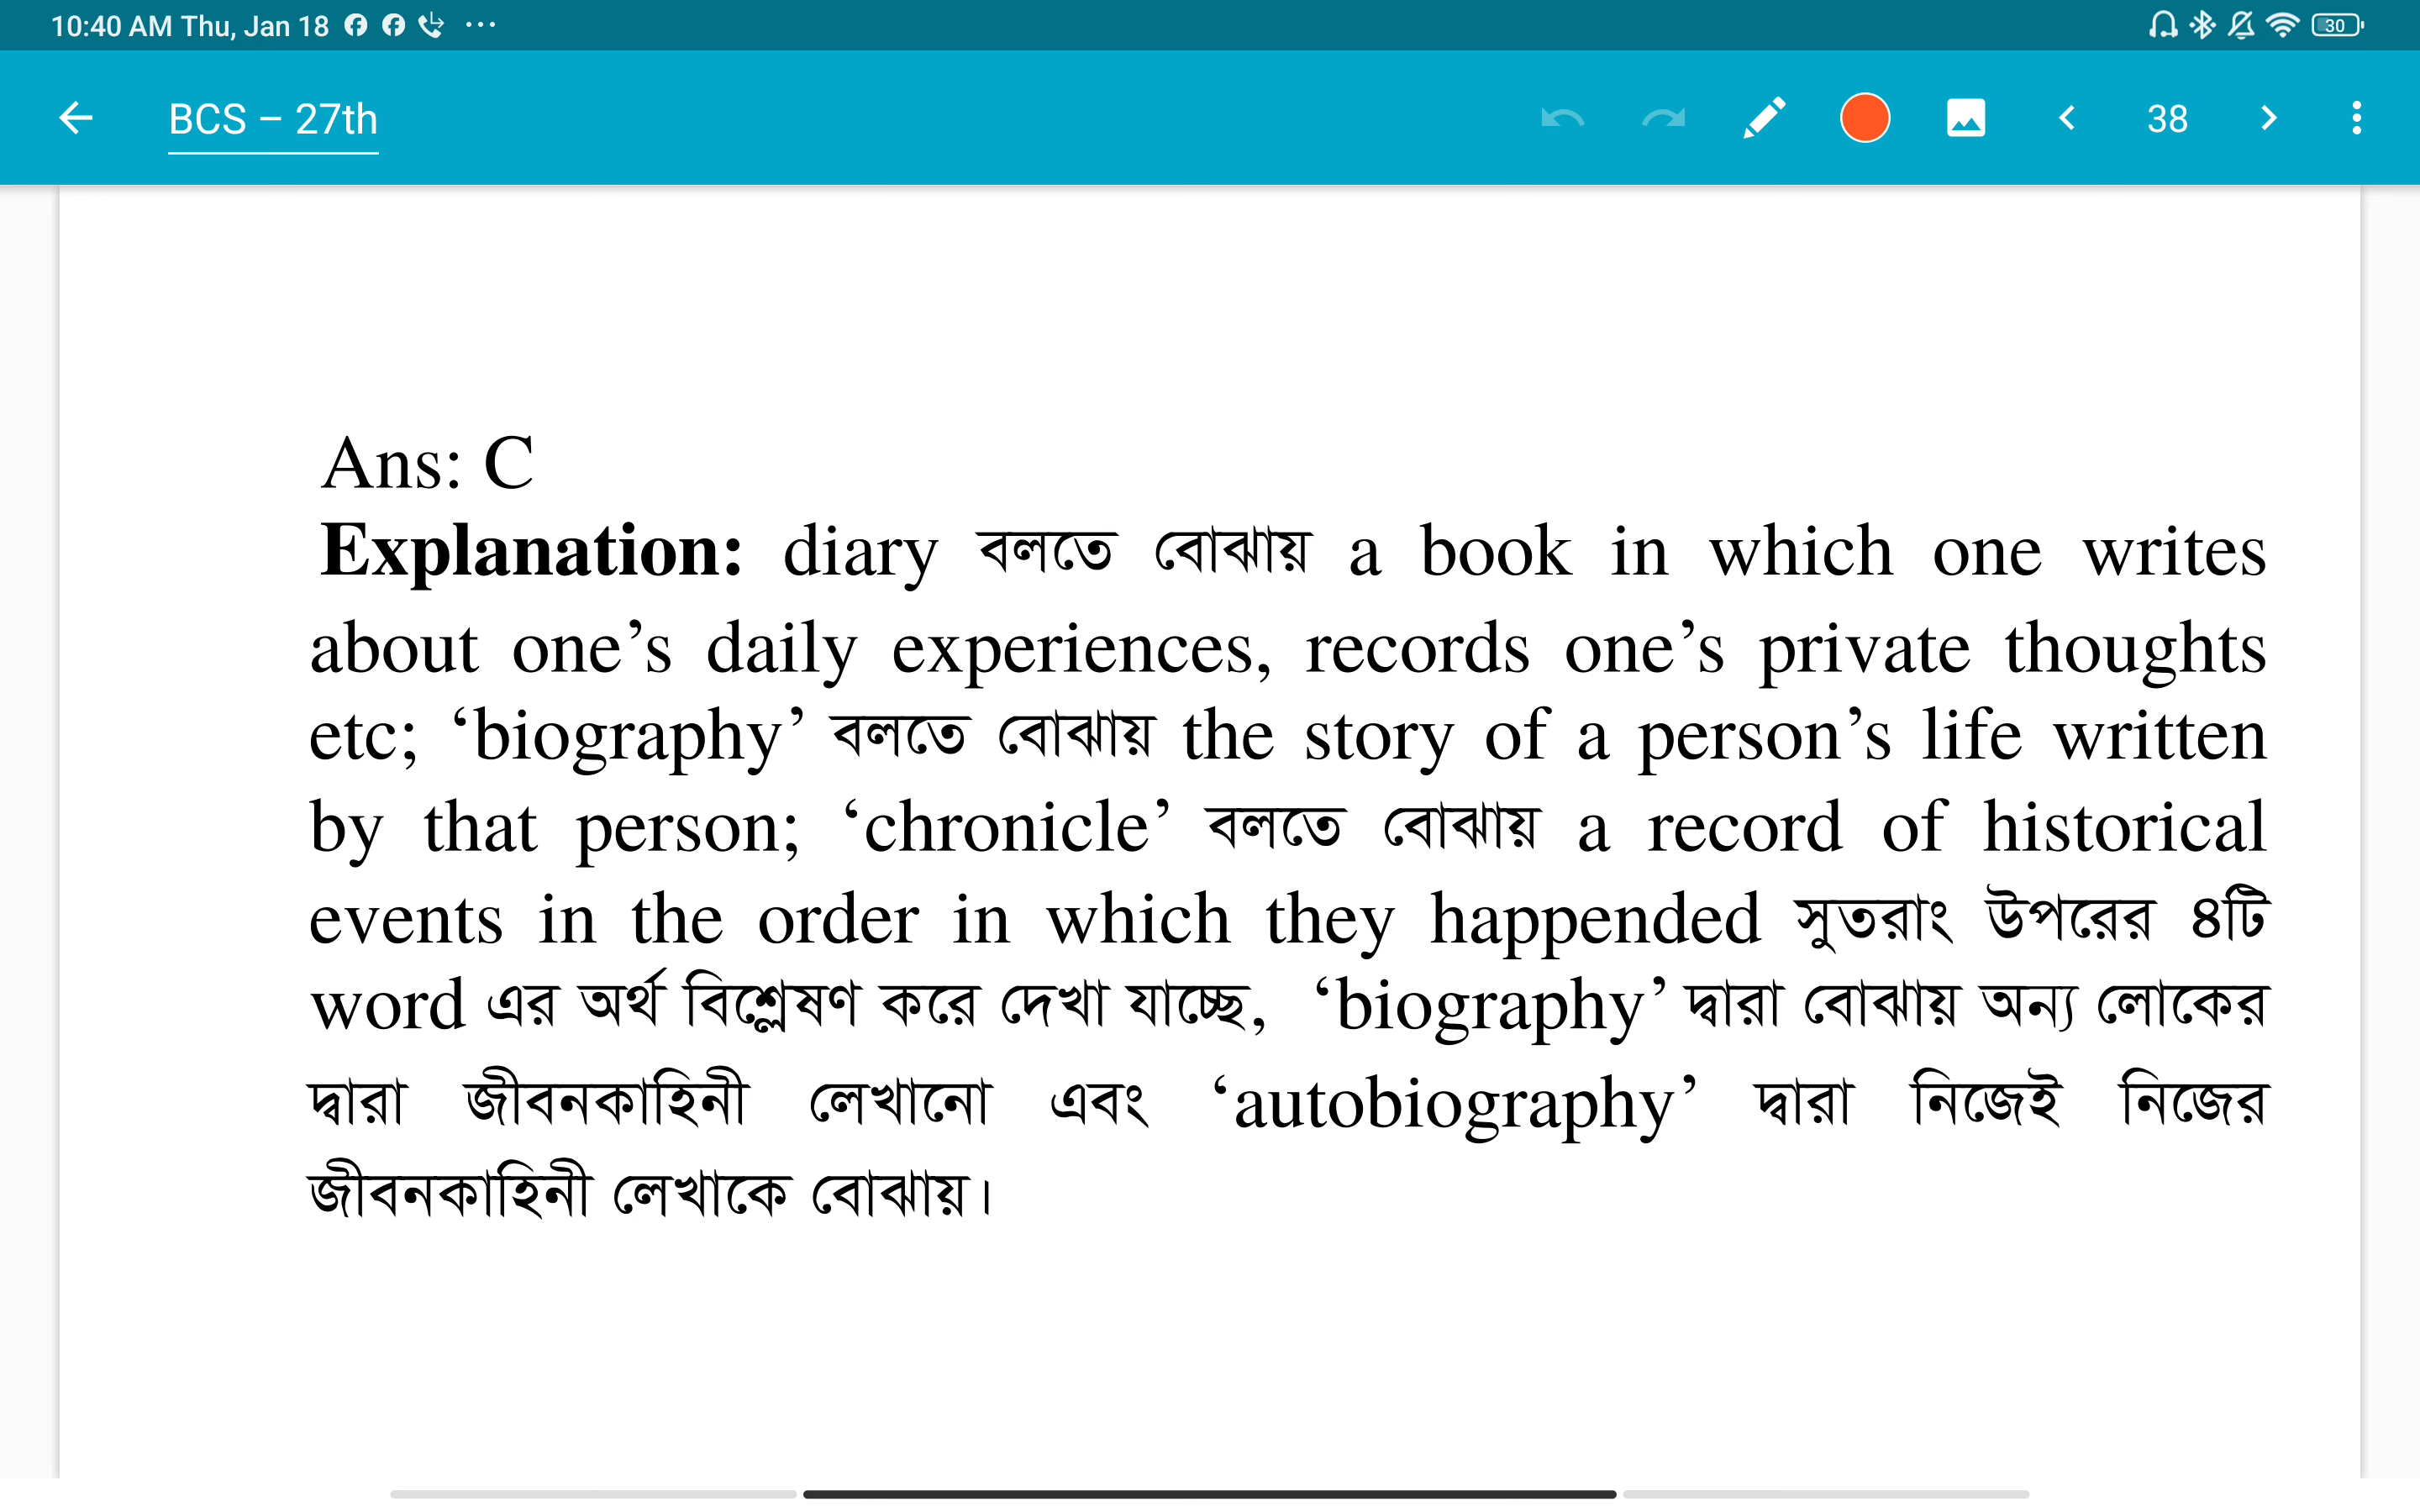 10:40 AM Thu, Jan 18
30
BCS – 27th
38
Ans: C
Explanation: diary বলতে বোঝায় a book in which one writes
about one’s daily experiences, records one’s private thoughts
etc; ‘biography’ বলতে বোঝায় the story of a person’s life written
by that person; ‘chronicle’ বলতে বোঝায় a record of historical
events in the order in which they happended সুতরাং উপরের ৪টি
word এর অর্থ বিশ্লেষণ করে দেখা যাচ্ছে, ‘biography’ দ্বারা বোঝায় অন্য লোকের
দ্বারা জীবনকাহিনী লেখানো এবং ‘autobiography’ দ্বারা নিজেই নিজের
জীবনকাহিনী লেখাকে বোঝায়।